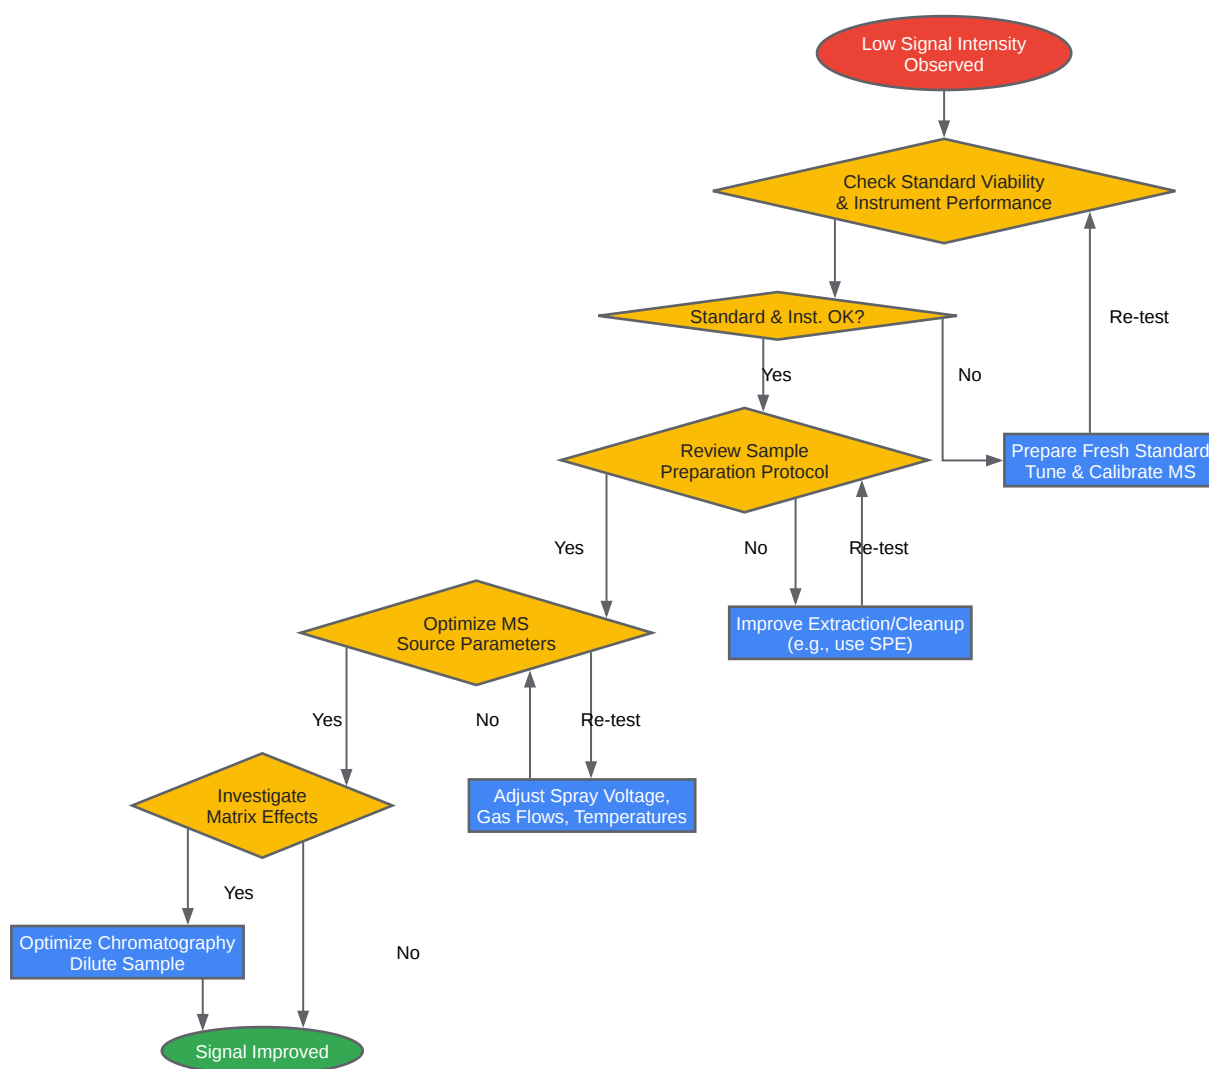 Low Signal Intensity
Observed
Check Standard Viability
& Instrument Performance
Standard & Inst. OK?
Re-test
Yes
No
Review Sample
Preparation Protocol
Prepare Fresh Standard
Tune & Calibrate MS
Yes
No
Re-test
Optimize MS
Source Parameters
Improve Extraction/Cleanup
(e.g., use SPE)
Yes
No
Re-test
Investigate
Matrix Effects
Adjust Spray Voltage,
Gas Flows, Temperatures
Yes
Optimize Chromatography
Dilute Sample
No
Signal Improved